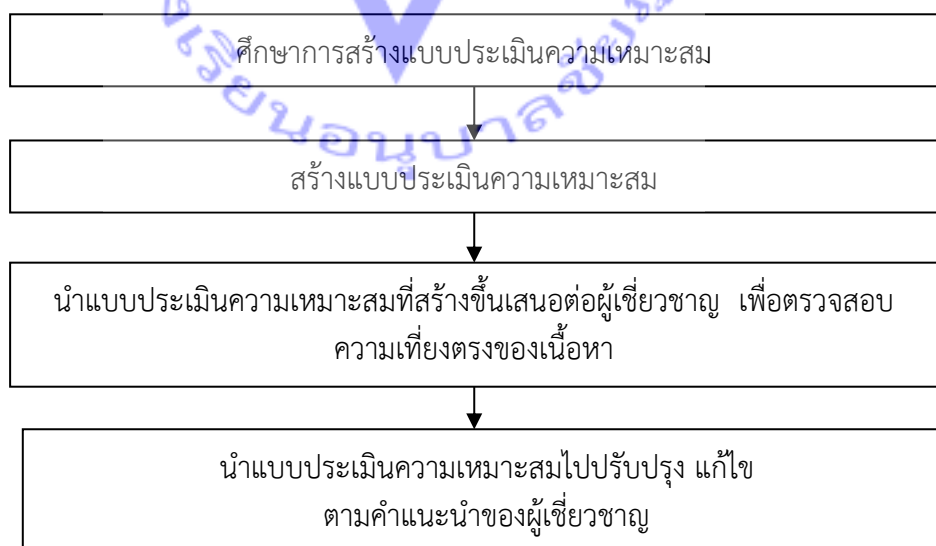 ศึกษาการสร้างแบบประเมินความเหมาะสม
สร้างแบบประเมินความเหมาะสม
นำแบบประเมินความเหมาะสมที่สร้างขึ้นเสนอต่อผู้เชี่ยวชาญ เพื่อตรวจสอบ
ความเที่ยงตรงของเนื้อหา
นำแบบประเมินความเหมาะสมไปปรับปรุง แก้ไข
ตามคำแนะนำของผู้เชี่ยวชาญ